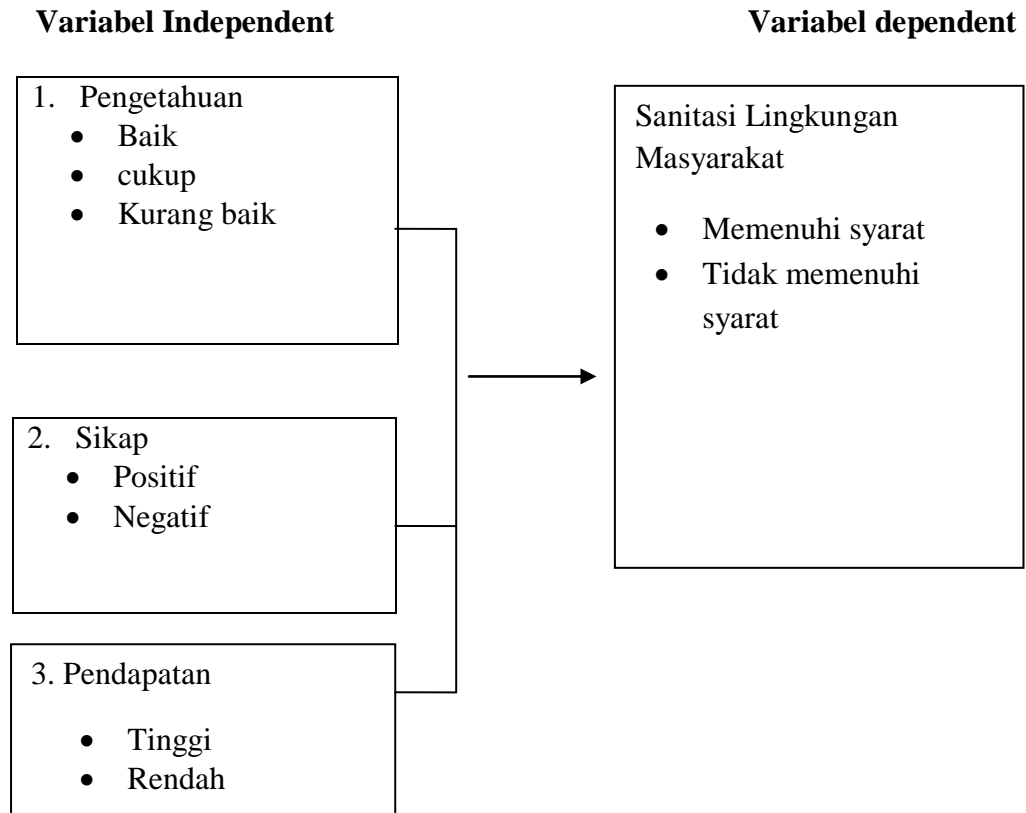 Variabel Independent
Variabel dependent
1. Pengetahuan
• Baik
• cukup
• Kurang baik
2. Sikap
• Positif
• Negatif
3. Pendapatan
• Tinggi
• Rendah
Sanitasi Lingkungan
Masyarakat
• Memenuhi syarat
• Tidak memenuhi
syarat